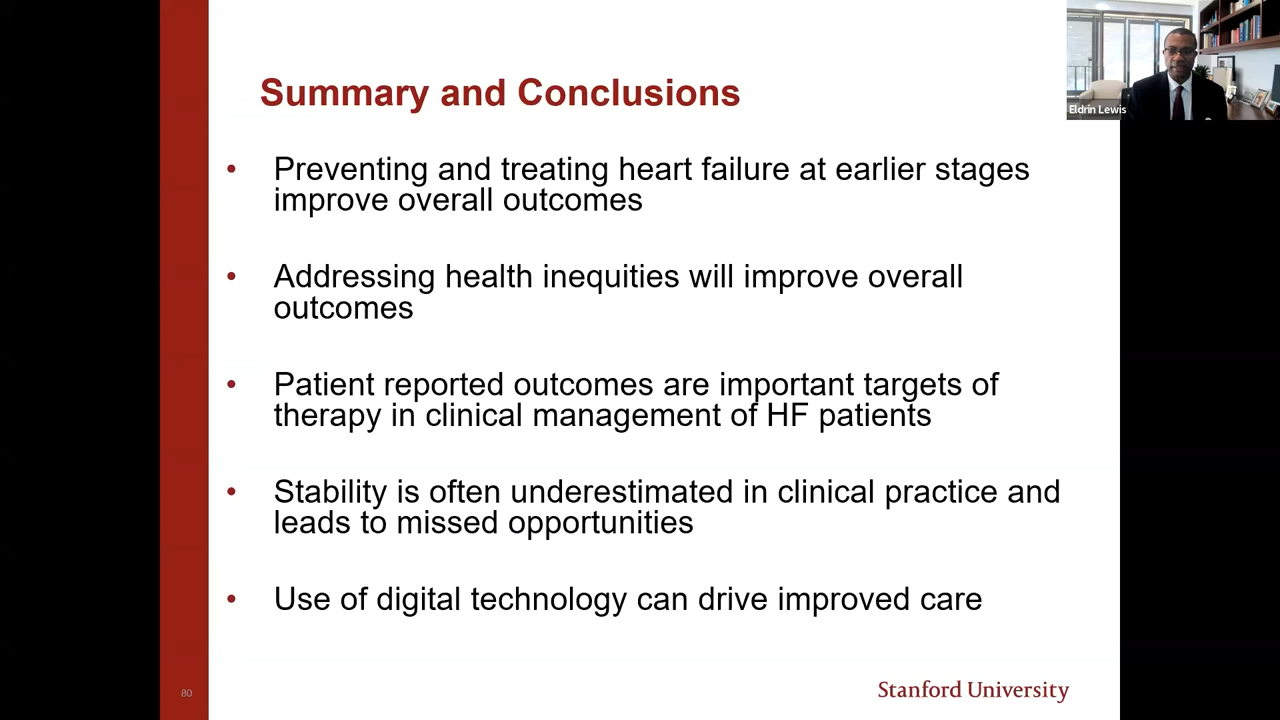 Summary and Conclusions
• Preventing and treating heart failure at earlier stages
improve overall outcomes
• Addressing health inequities will improve overall
outcomes
• Patient reported outcomes are important targets of
therapy in clinical management of HF patients
• Stability is often underestimated in clinical practice and
leads to missed opportunities
• Use of digital technology can drive improved care
80
Stanford University
Eldrin Lewis